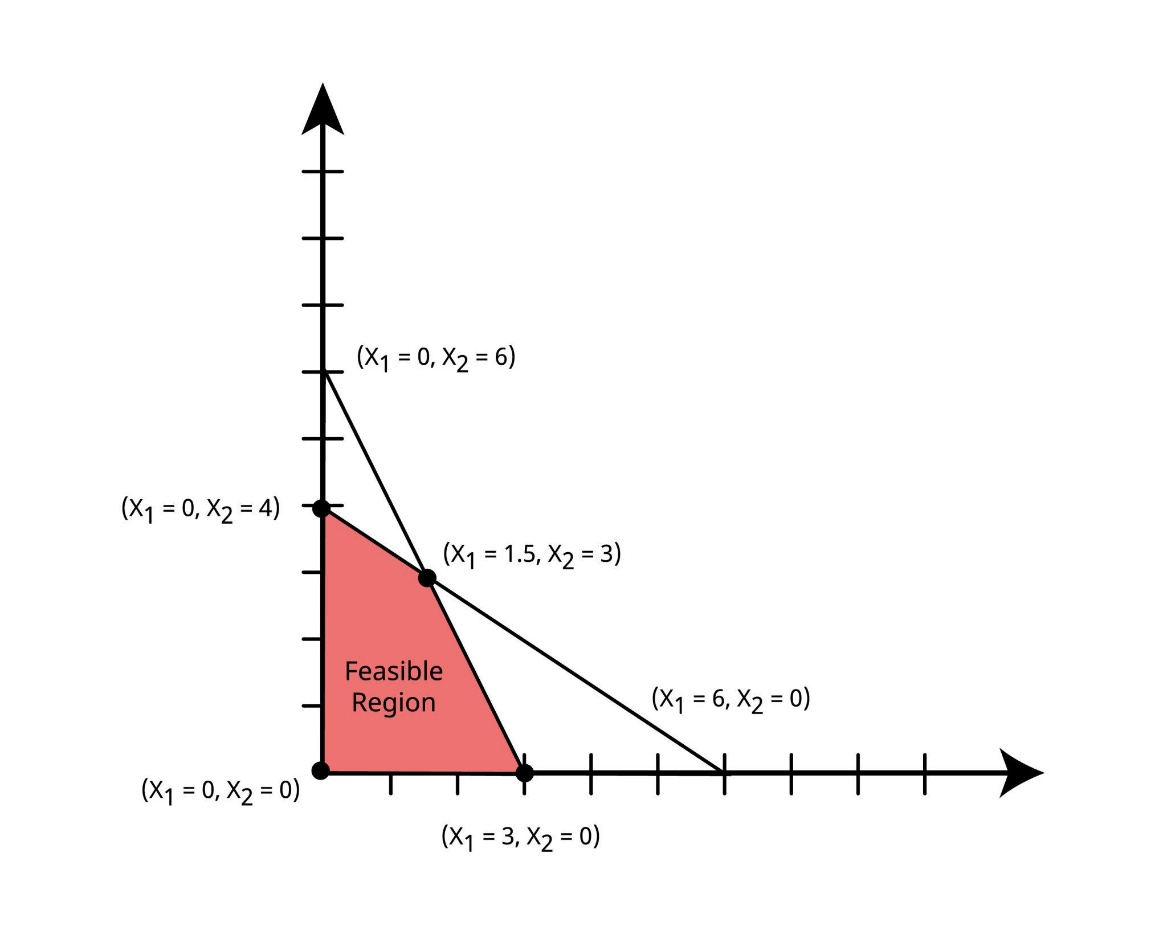 (X₁ = 0, X₂ = 6)
(X₁ = 0, X₂ = 4)
(X₁ = 1.5, X₂ = 3)
Feasible
Region
(X₁ = 6, X₂ = 0)
(X₁ = 0, X₂ = 0)
(X₁ = 3, X₂ = 0)